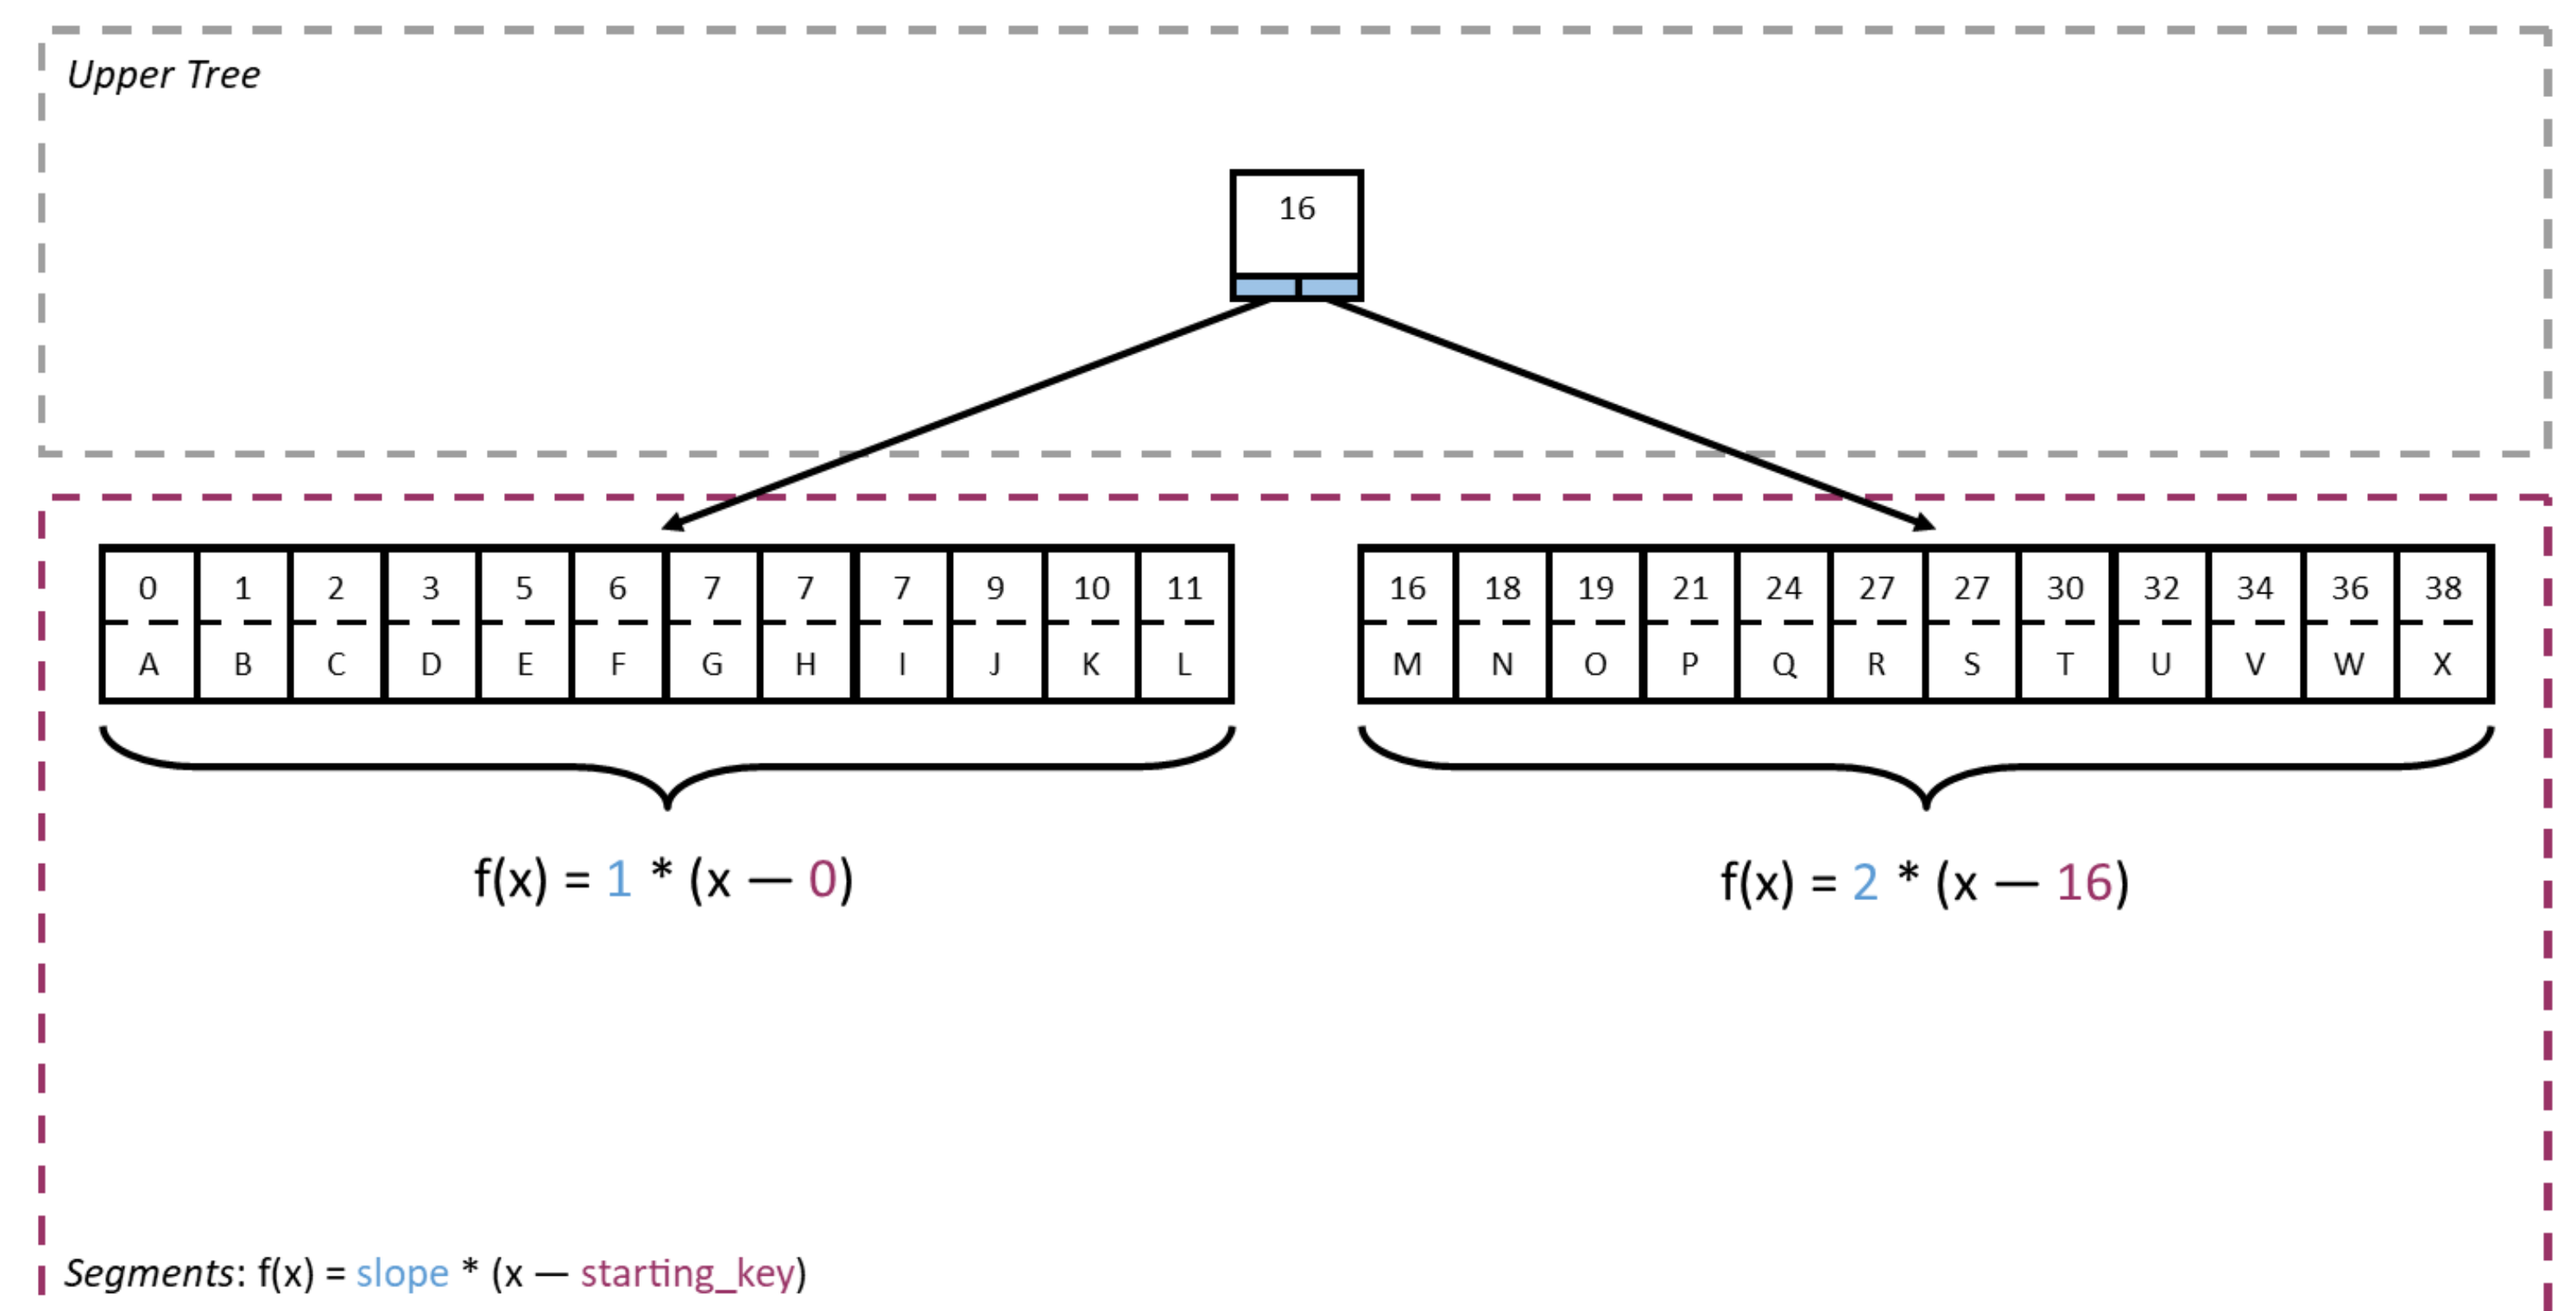 Upper Tree
16
0 1 2 3 5 6 7 7 7 9 10 11
A B C D E F G H I J K L
16 18 19 21 24 27 27 30 32 34 36 38
M N O P Q R S T U V W X
f(x) = 1 * (x — 0)
f(x) = 2 * (x — 16)
Segments: f(x) = slope * (x — starting_key)